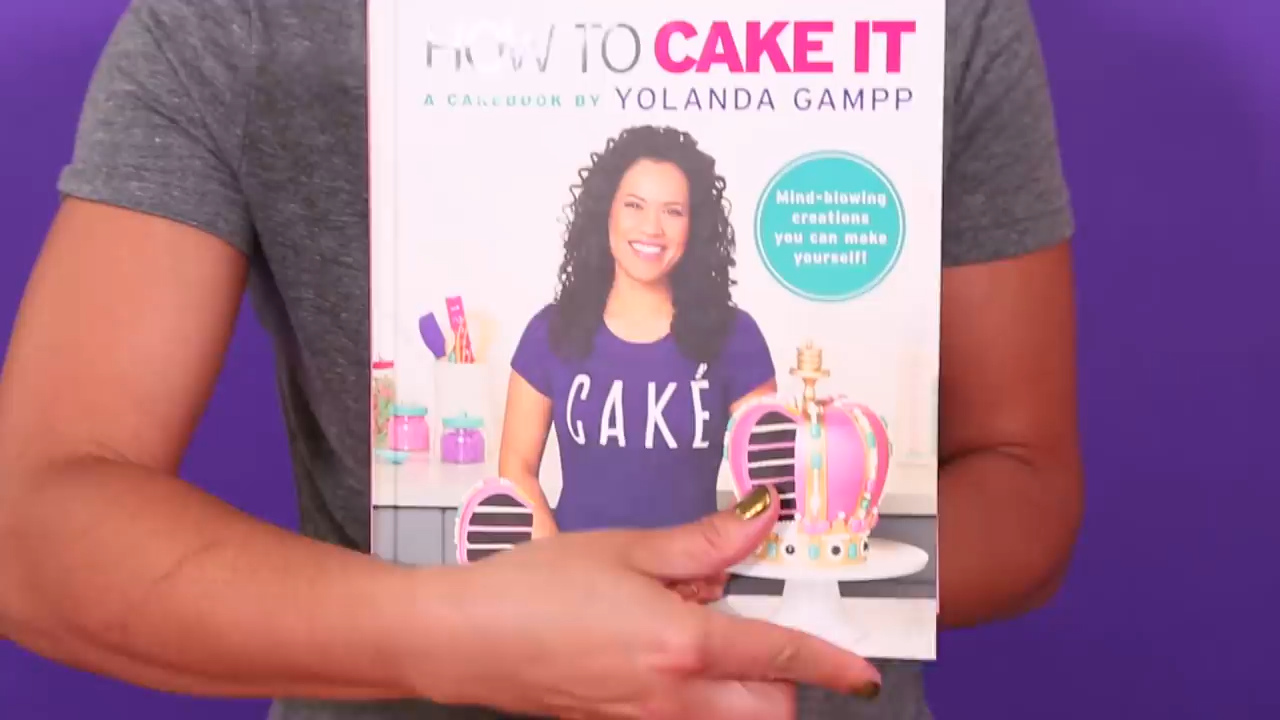 HOW TO CAKE IT
A CAKEBOOK BY YOLANDA GAMPP
Mind-blowing
creations
you can make
yourself!
CAKÉ